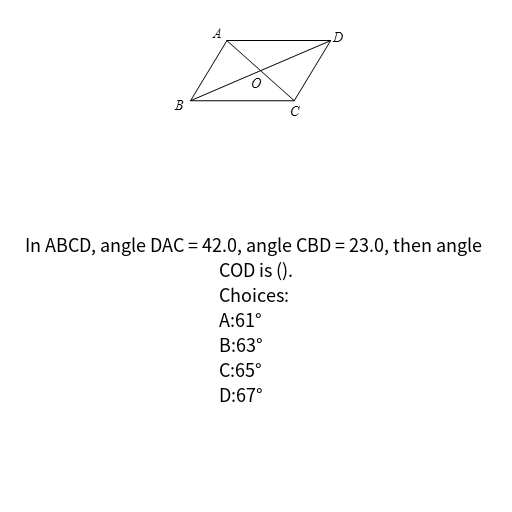 A
D
O
B
C
In ABCD, angle DAC = 42.0, angle CBD = 23.0, then angle
COD is ().
Choices:
A:61°
B:63°
C:65°
D:67°